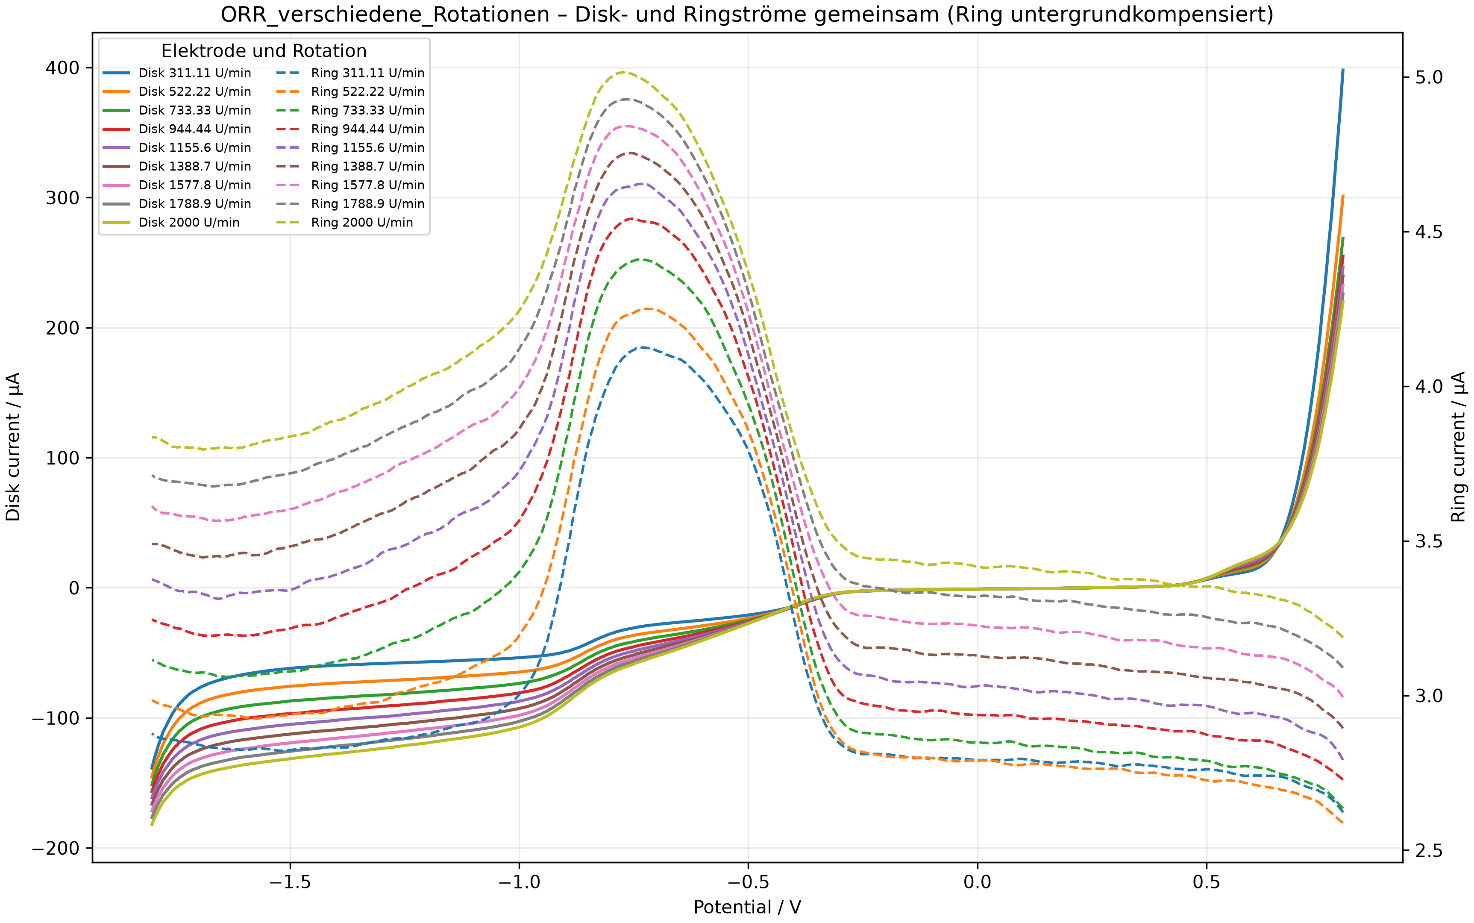 ORR_verschiedene_Rotationen – Disk- und Ringströme gemeinsam (Ring untergrundkompensiert)
Elektrode und Rotation
Disk 311.11 U/min Ring 311.11 U/min
Disk 522.22 U/min Ring 522.22 U/min
Disk 733.33 U/min Ring 733.33 U/min
Disk 944.44 U/min Ring 944.44 U/min
Disk 1155.6 U/min Ring 1155.6 U/min
Disk 1388.7 U/min Ring 1388.7 U/min
Disk 1577.8 U/min Ring 1577.8 U/min
Disk 1788.9 U/min Ring 1788.9 U/min
Disk 2000 U/min Ring 2000 U/min
Disk current / µA
400
300
200
100
0
−100
−200
5.0
4.5
4.0
3.5
3.0
2.5
Ring current / µA
−1.5 −1.0 −0.5 0.0 0.5
Potential / V